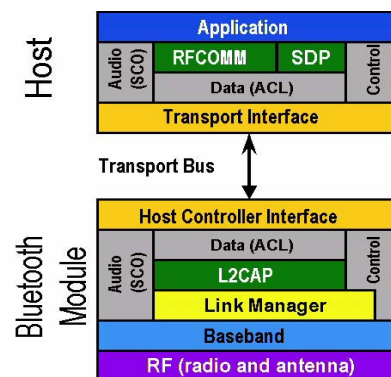 Host
Application
Audio
(SCO)
RFCOMM
SDP
Data (ACL)
Control
Transport Interface
Transport Bus
Bluetooth
Module
Host Controller Interface
Audio
(SCO)
Data (ACL)
L2CAP
Link Manager
Control
Baseband
RF (radio and antenna)